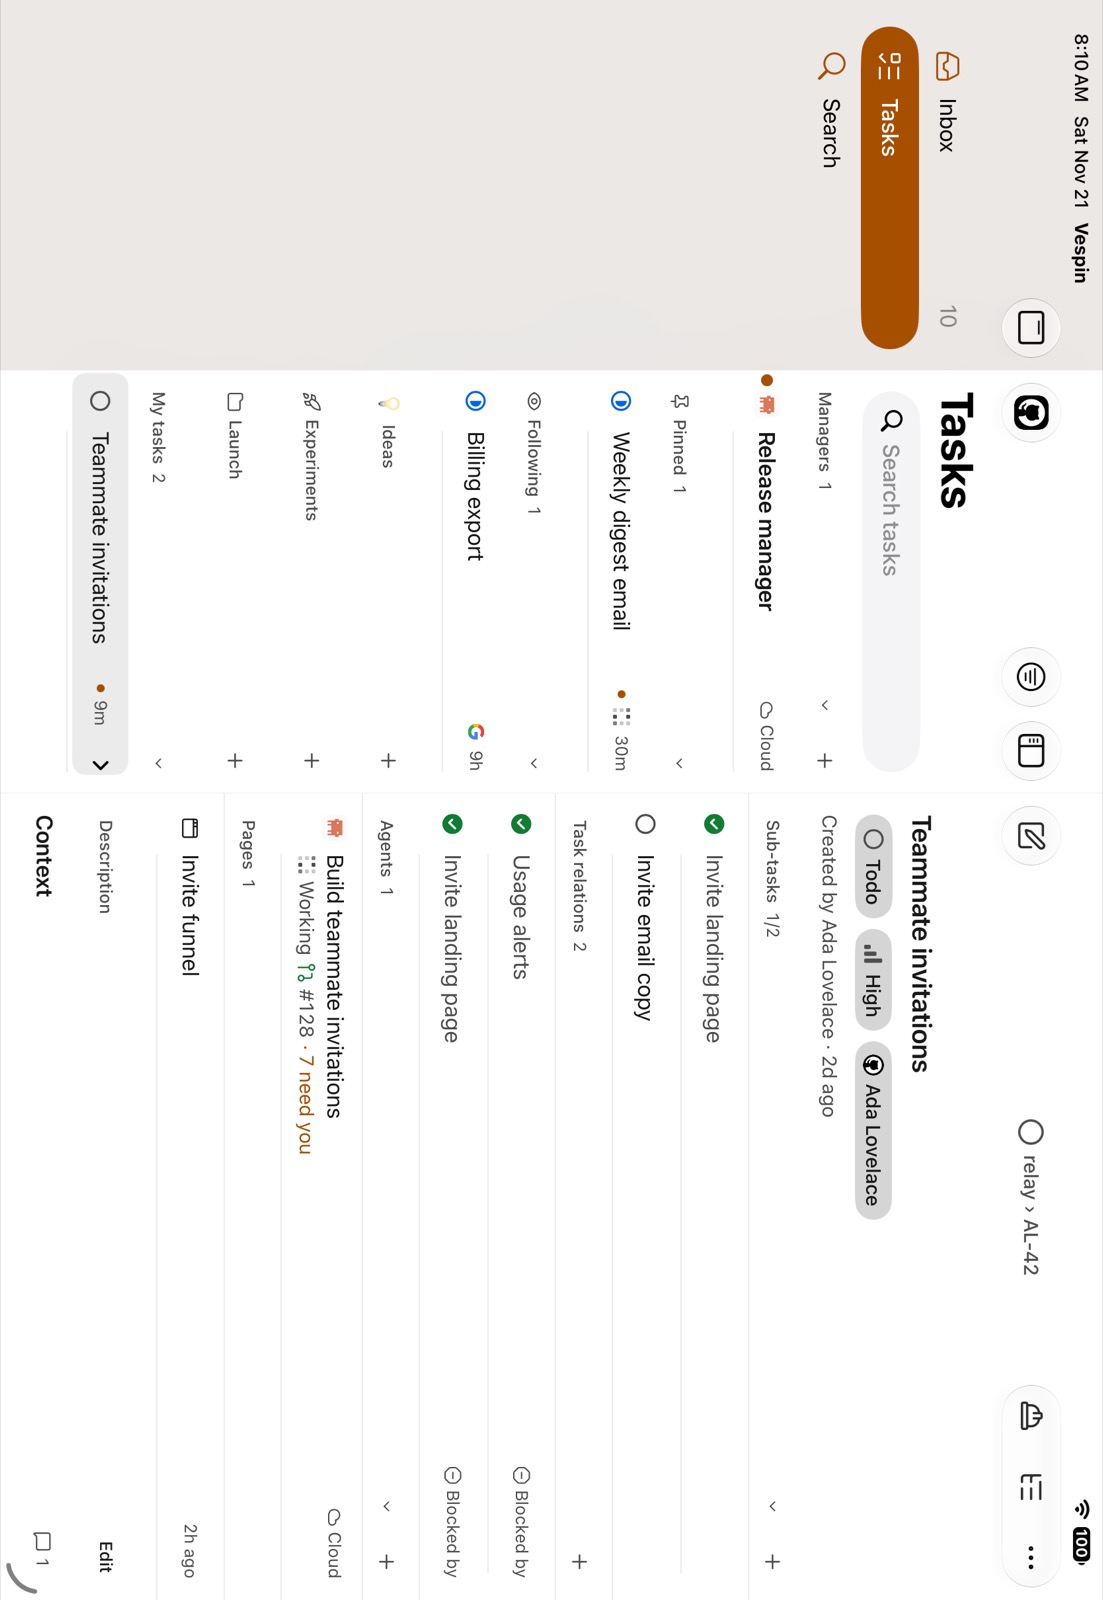 8:10 AM Sat Nov 21 Vespin
100
Inbox 10
Tasks
Search
Tasks
Search tasks
Managers 1
Release manager Cloud
Pinned 1
Weekly digest email 30m
Following 1
Billing export 9h
Ideas
Experiments
Launch
My tasks 2
Teammate invitations 9m
relay › AL-42
Teammate invitations
Todo High Ada Lovelace
Created by Ada Lovelace · 2d ago
Sub-tasks 1/2
Invite landing page
Invite email copy
Task relations 2
Usage alerts Blocked by
Invite landing page Blocked by
Agents 1
Build teammate invitations Cloud
Working #128 · 7 need you
Pages 1
Invite funnel 2h ago
Description Edit
Context 1